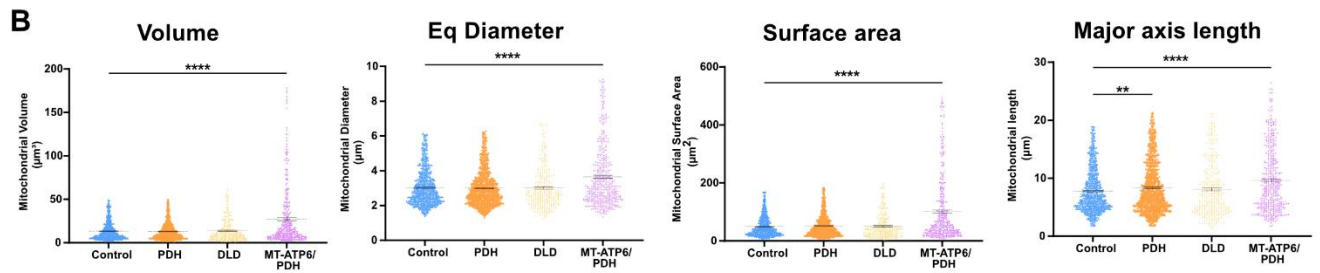 B
Volume
Mitochondrial Volume
(µm³)
200
150
100
50
0
****
Control
PDH
DLD
MT-ATP6/
PDH
Eq Diameter
Mitochondrial Diameter
(µm)
10
8
6
4
2
0
****
Control
PDH
DLD
MT-ATP6/
PDH
Surface area
Mitochondrial Surface Area
(µm²)
600
400
200
0
****
Control
PDH
DLD
MT-ATP6/
PDH
Major axis length
Mitochondrial length
(µm)
30
20
10
0
****
**
Control
PDH
DLD
MT-ATP6/
PDH